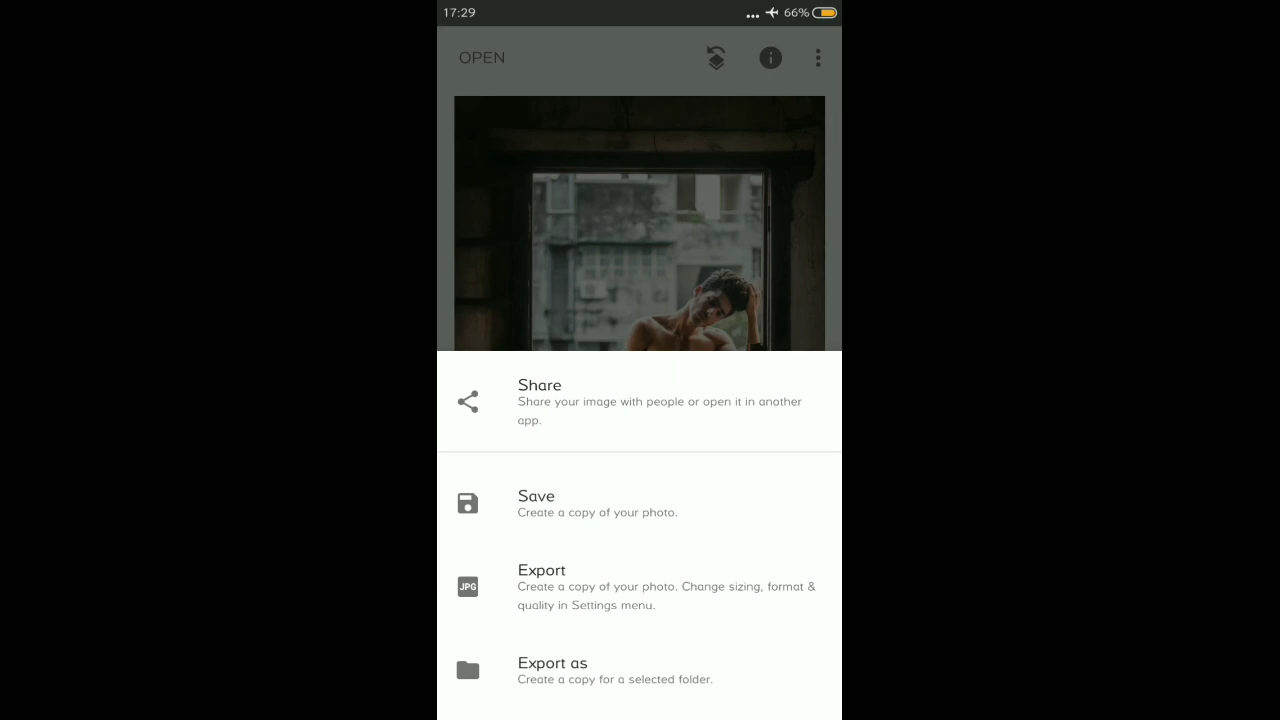 17:29
66%
OPEN
Share
Share your image with people or open it in another
app.
Save
Create a copy of your photo.
JPG
Export
Create a copy of your photo. Change sizing, format &
quality in Settings menu.
Export as
Create a copy for a selected folder.